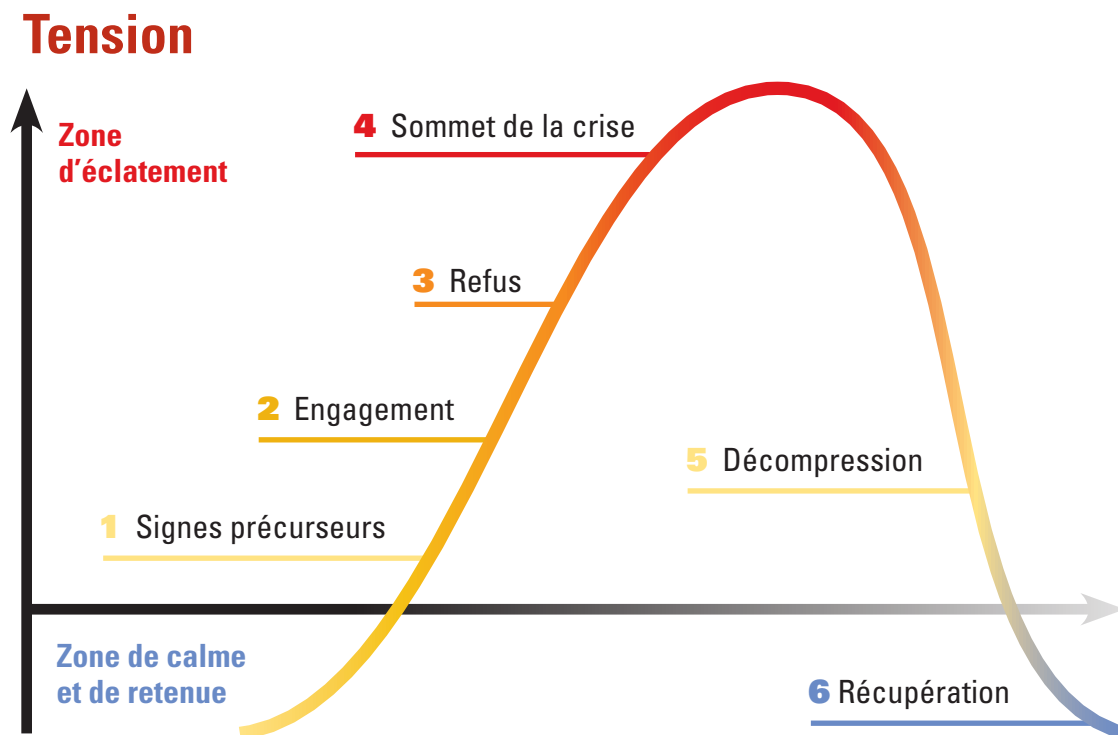 Tension
Zone
d'éclatement
4 Sommet de la crise
3 Refus
2 Engagement
5 Décompression
1 Signes précurseurs
Zone de calme
et de retenue
6 Récupération